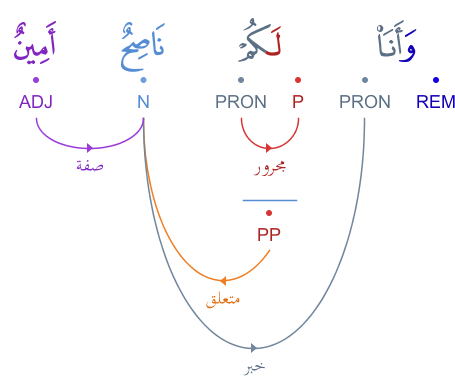 وَأَنَا۠ لَكُمْ نَاصِحٌ أَمِينٌ
REM PRON P PRON N ADJ
صفة مجرور
PP
متعلق
خبر